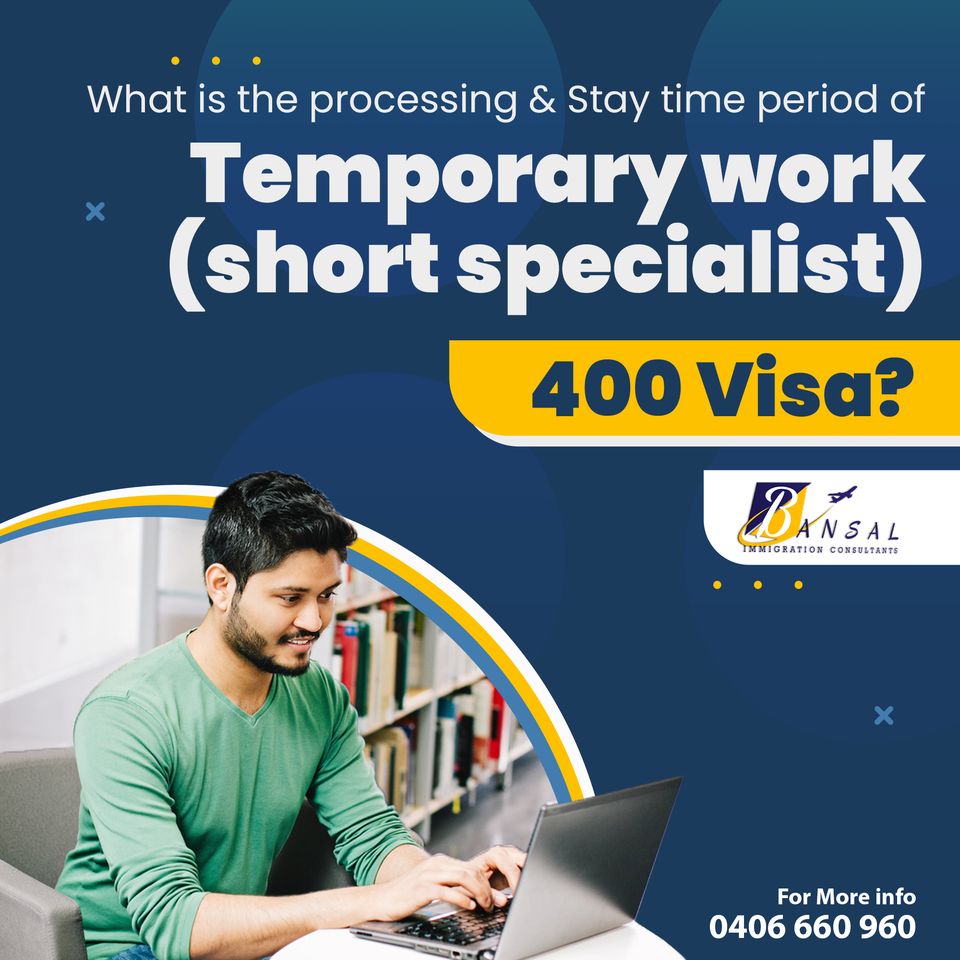 What is the processing & Stay time period of
Temporary work
(short specialist)
400 Visa?
BANSAL
IMMIGRATION CONSULTANTS
For More info
0406 660 960